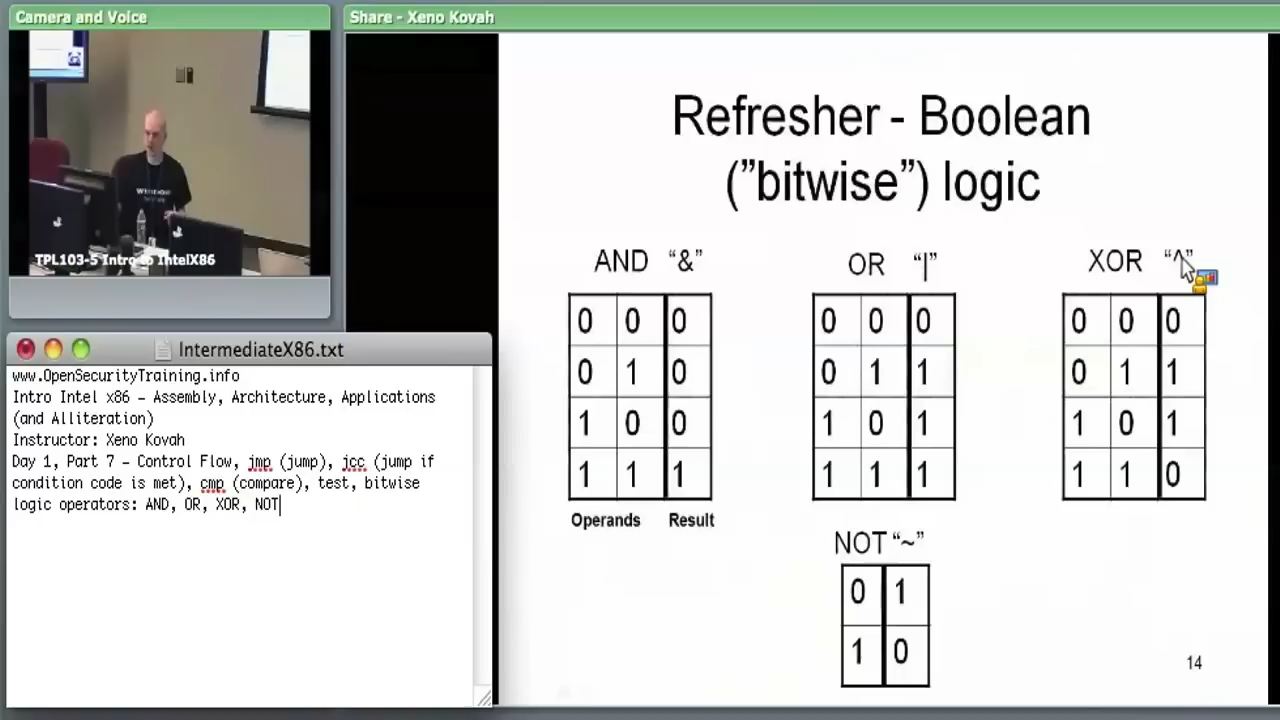 Camera and Voice
TPL103-5 Intro to IntelX86
IntermediateX86.txt
www.OpenSecurityTraining.info
Intro Intel x86 – Assembly, Architecture, Applications
(and Alliteration)
Instructor: Xeno Kovah
Day 1, Part 7 – Control Flow, jmp (jump), jcc (jump if
condition code is met), cmp (compare), test, bitwise
logic operators: AND, OR, XOR, NOT
Share - Xeno Kovah
Refresher - Boolean
("bitwise") logic
AND "&"
0 0 0
0 1 0
1 0 0
1 1 1
Operands Result
OR "|"
0 0 0
0 1 1
1 0 1
1 1 1
XOR "^"
0 0 0
0 1 1
1 0 1
1 1 0
NOT "~"
0 1
1 0
14